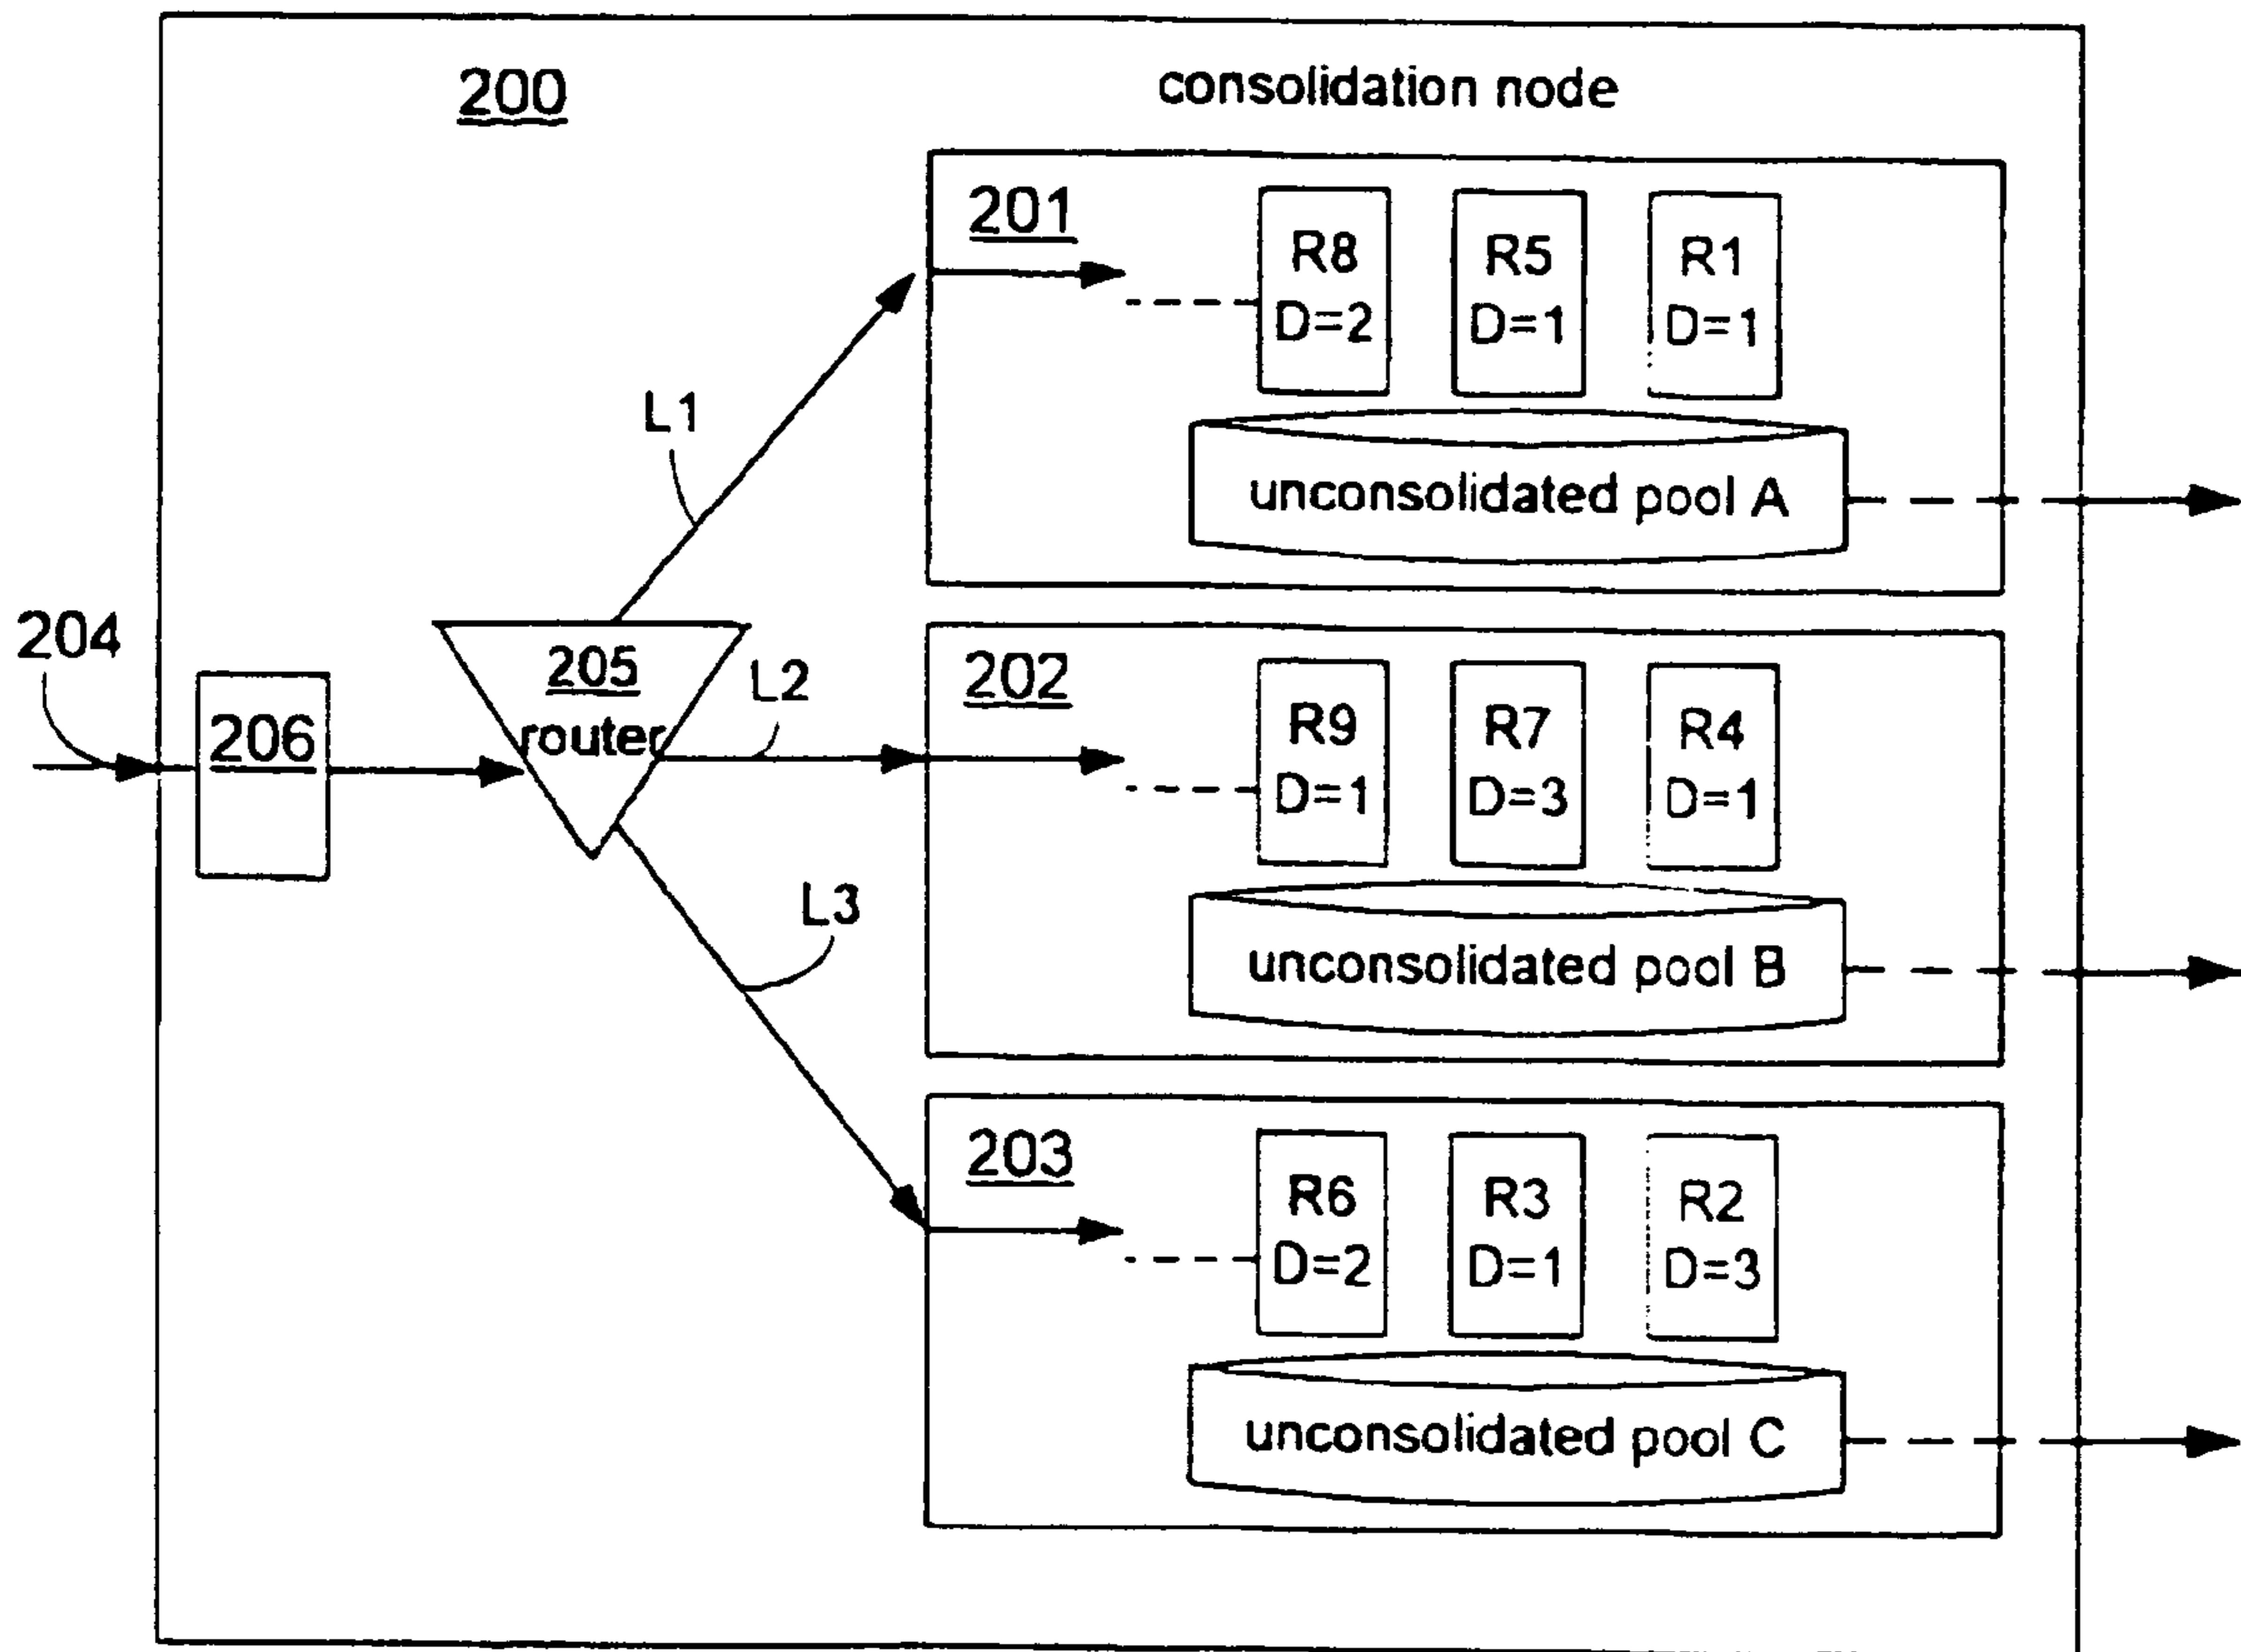 200
consolidation node
201
R8
D=2
R5
D=1
R1
D=1
unconsolidated pool A
L1
204
206
205
router
L2
202
R9
D=1
R7
D=3
R4
D=1
unconsolidated pool B
L3
203
R6
D=2
R3
D=1
R2
D=3
unconsolidated pool C